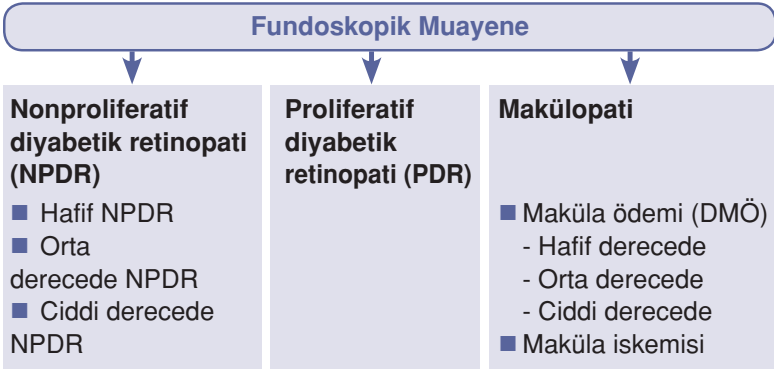 Fundoskopik Muayene
Nonproliferatif
diyabetik retinopati
(NPDR)
■ Hafif NPDR
■ Orta
derecede NPDR
■ Ciddi derecede
NPDR
Proliferatif
diyabetik
retinopati (PDR)
Makülopati
■ Maküla ödemi (DMÖ)
- Hafif derecede
- Orta derecede
- Ciddi derecede
■ Maküla iskemisi